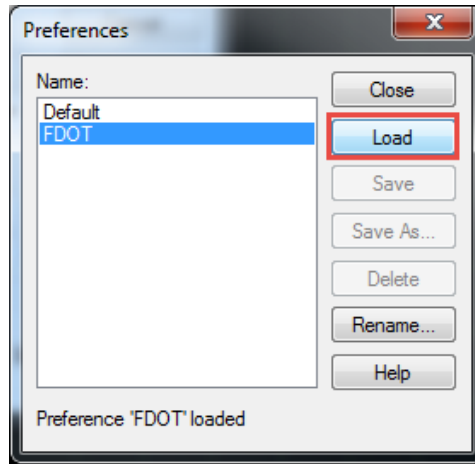 Preferences
Name:
Default
FDOT
Close
Load
Save
Save As...
Delete
Rename...
Help
Preference 'FDOT' loaded